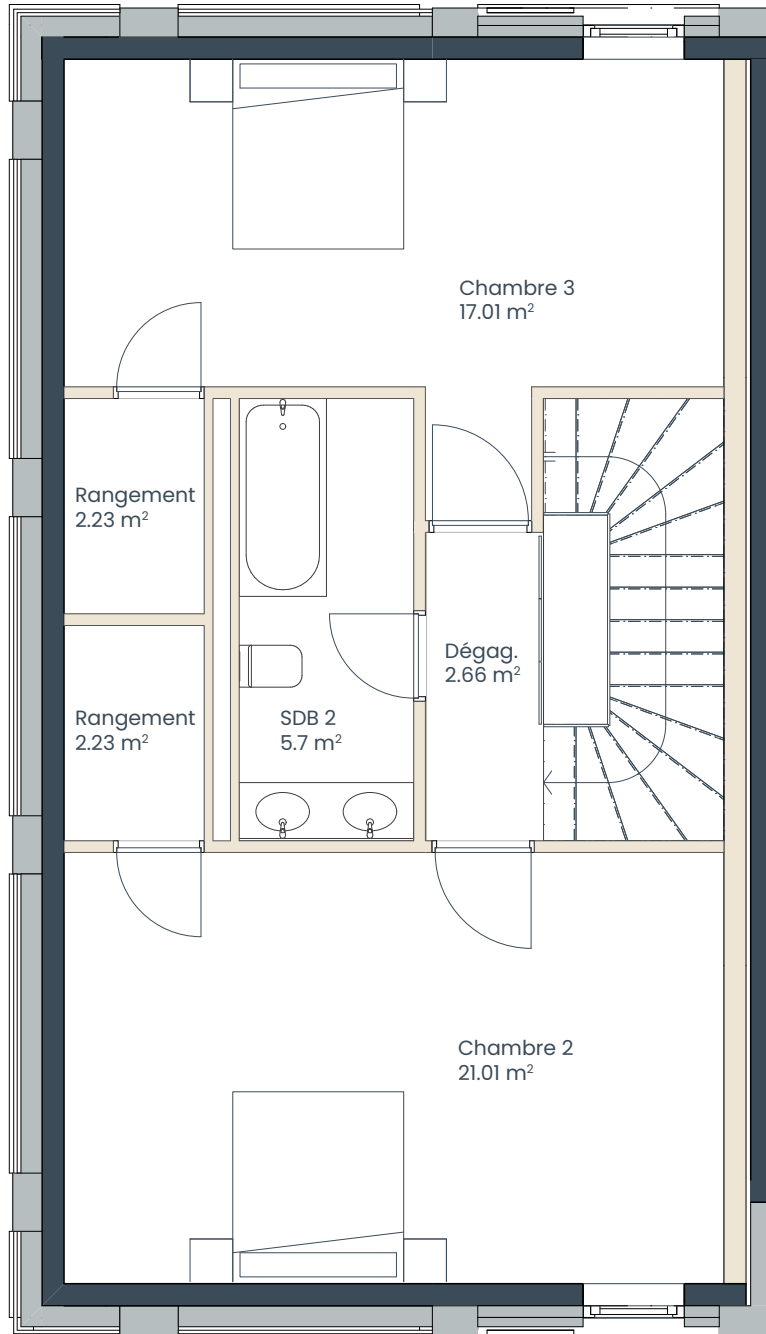 Chambre 3
17.01 m²
Rangement
2.23 m²
Dégag.
2.66 m²
Rangement
2.23 m²
SDB 2
5.7 m²
Chambre 2
21.01 m²